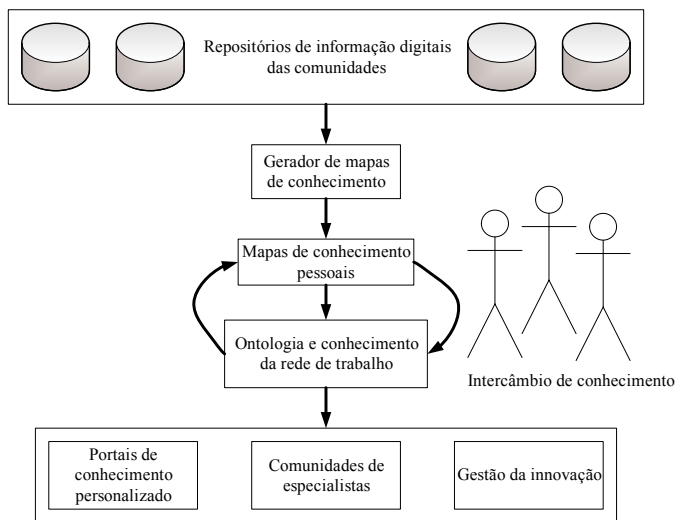 Repositórios de informação digitais
das comunidades
Gerador de mapas
de conhecimento
Mapas de conhecimento
pessoais
Ontologia e conhecimento
da rede de trabalho
Intercâmbio de conhecimento
Portais de
conhecimento
personalizado
Comunidades de
especialistas
Gestão da innovação